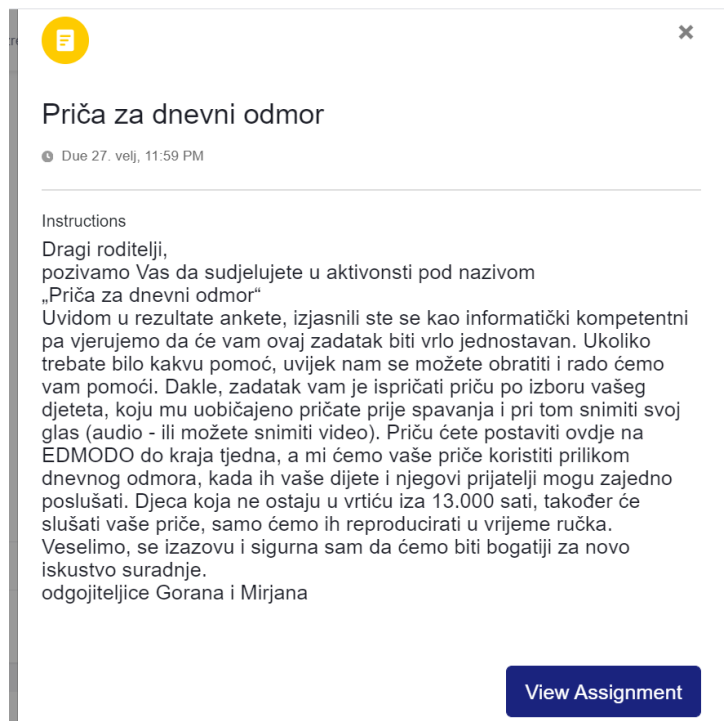 Priča za dnevni odmor
Due 27. velj, 11:59 PM
Instructions
Dragi roditelji,
pozivamo Vas da sudjelujete u aktivonsti pod nazivom
„Priča za dnevni odmor“
Uvidom u rezultate ankete, izjasnili ste se kao informatički kompetentni
pa vjerujemo da će vam ovaj zadatak biti vrlo jednostavan. Ukoliko
trebate bilo kakvu pomoć, uvijek nam se možete obratiti i rado ćemo
vam pomoći. Dakle, zadatak vam je ispričati priču po izboru vašeg
djeteta, koju mu uobičajeno pričate prije spavanja i pri tom snimiti svoj
glas (audio - ili možete snimiti video). Priču ćete postaviti ovdje na
EDMODO do kraja tjedna, a mi ćemo vaše priče koristiti prilikom
dnevnog odmora, kada ih vaše dijete i njegovi prijatelji mogu zajedno
poslušati. Djeca koja ne ostaju u vrtiću iza 13.000 sati, također će
slušati vaše priče, samo ćemo ih reproducirati u vrijeme ručka.
Veselimo, se izazovu i sigurna sam da ćemo biti bogatiji za novo
iskustvo suradnje.
odgojiteljice Gorana i Mirjana
View Assignment